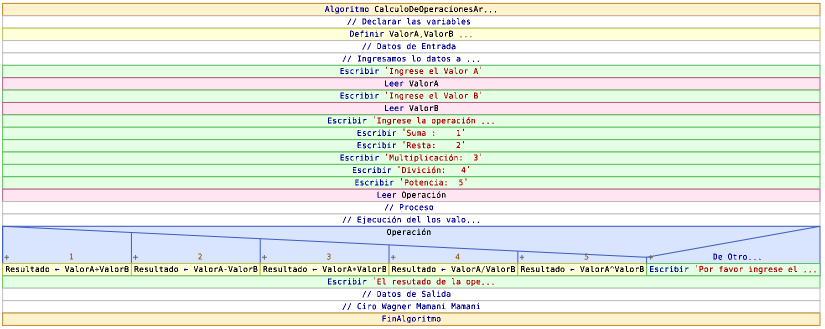 Algoritmo CalculoDeOperacionesAr...
// Declarar las variables
Definir ValorA,ValorB ...
// Datos de Entrada
// Ingresamos lo datos a ...
Escribir 'Ingrese el Valor A'
Leer ValorA
Escribir 'Ingrese el Valor B'
Leer ValorB
Escribir 'Ingrese la operación ...
Escribir 'Suma :    1'
Escribir 'Resta:    2'
Escribir 'Multiplicación:  3'
Escribir 'Divición:   4'
Escribir 'Potencia:  5'
Leer Operación
// Proceso
// Ejecución del los valo...
Operación
+ 1 2 3 4 5 + De Otro...
Resultado ← ValorA+ValorB Resultado ← ValorA-ValorB Resultado ← ValorA*ValorB Resultado ← ValorA/ValorB Resultado ← ValorA^ValorB Escribir 'Por favor ingrese el ...
Escribir 'El resutado de la ope...
// Datos de Salida
// Ciro Wagner Mamani Mamani
FinAlgoritmo